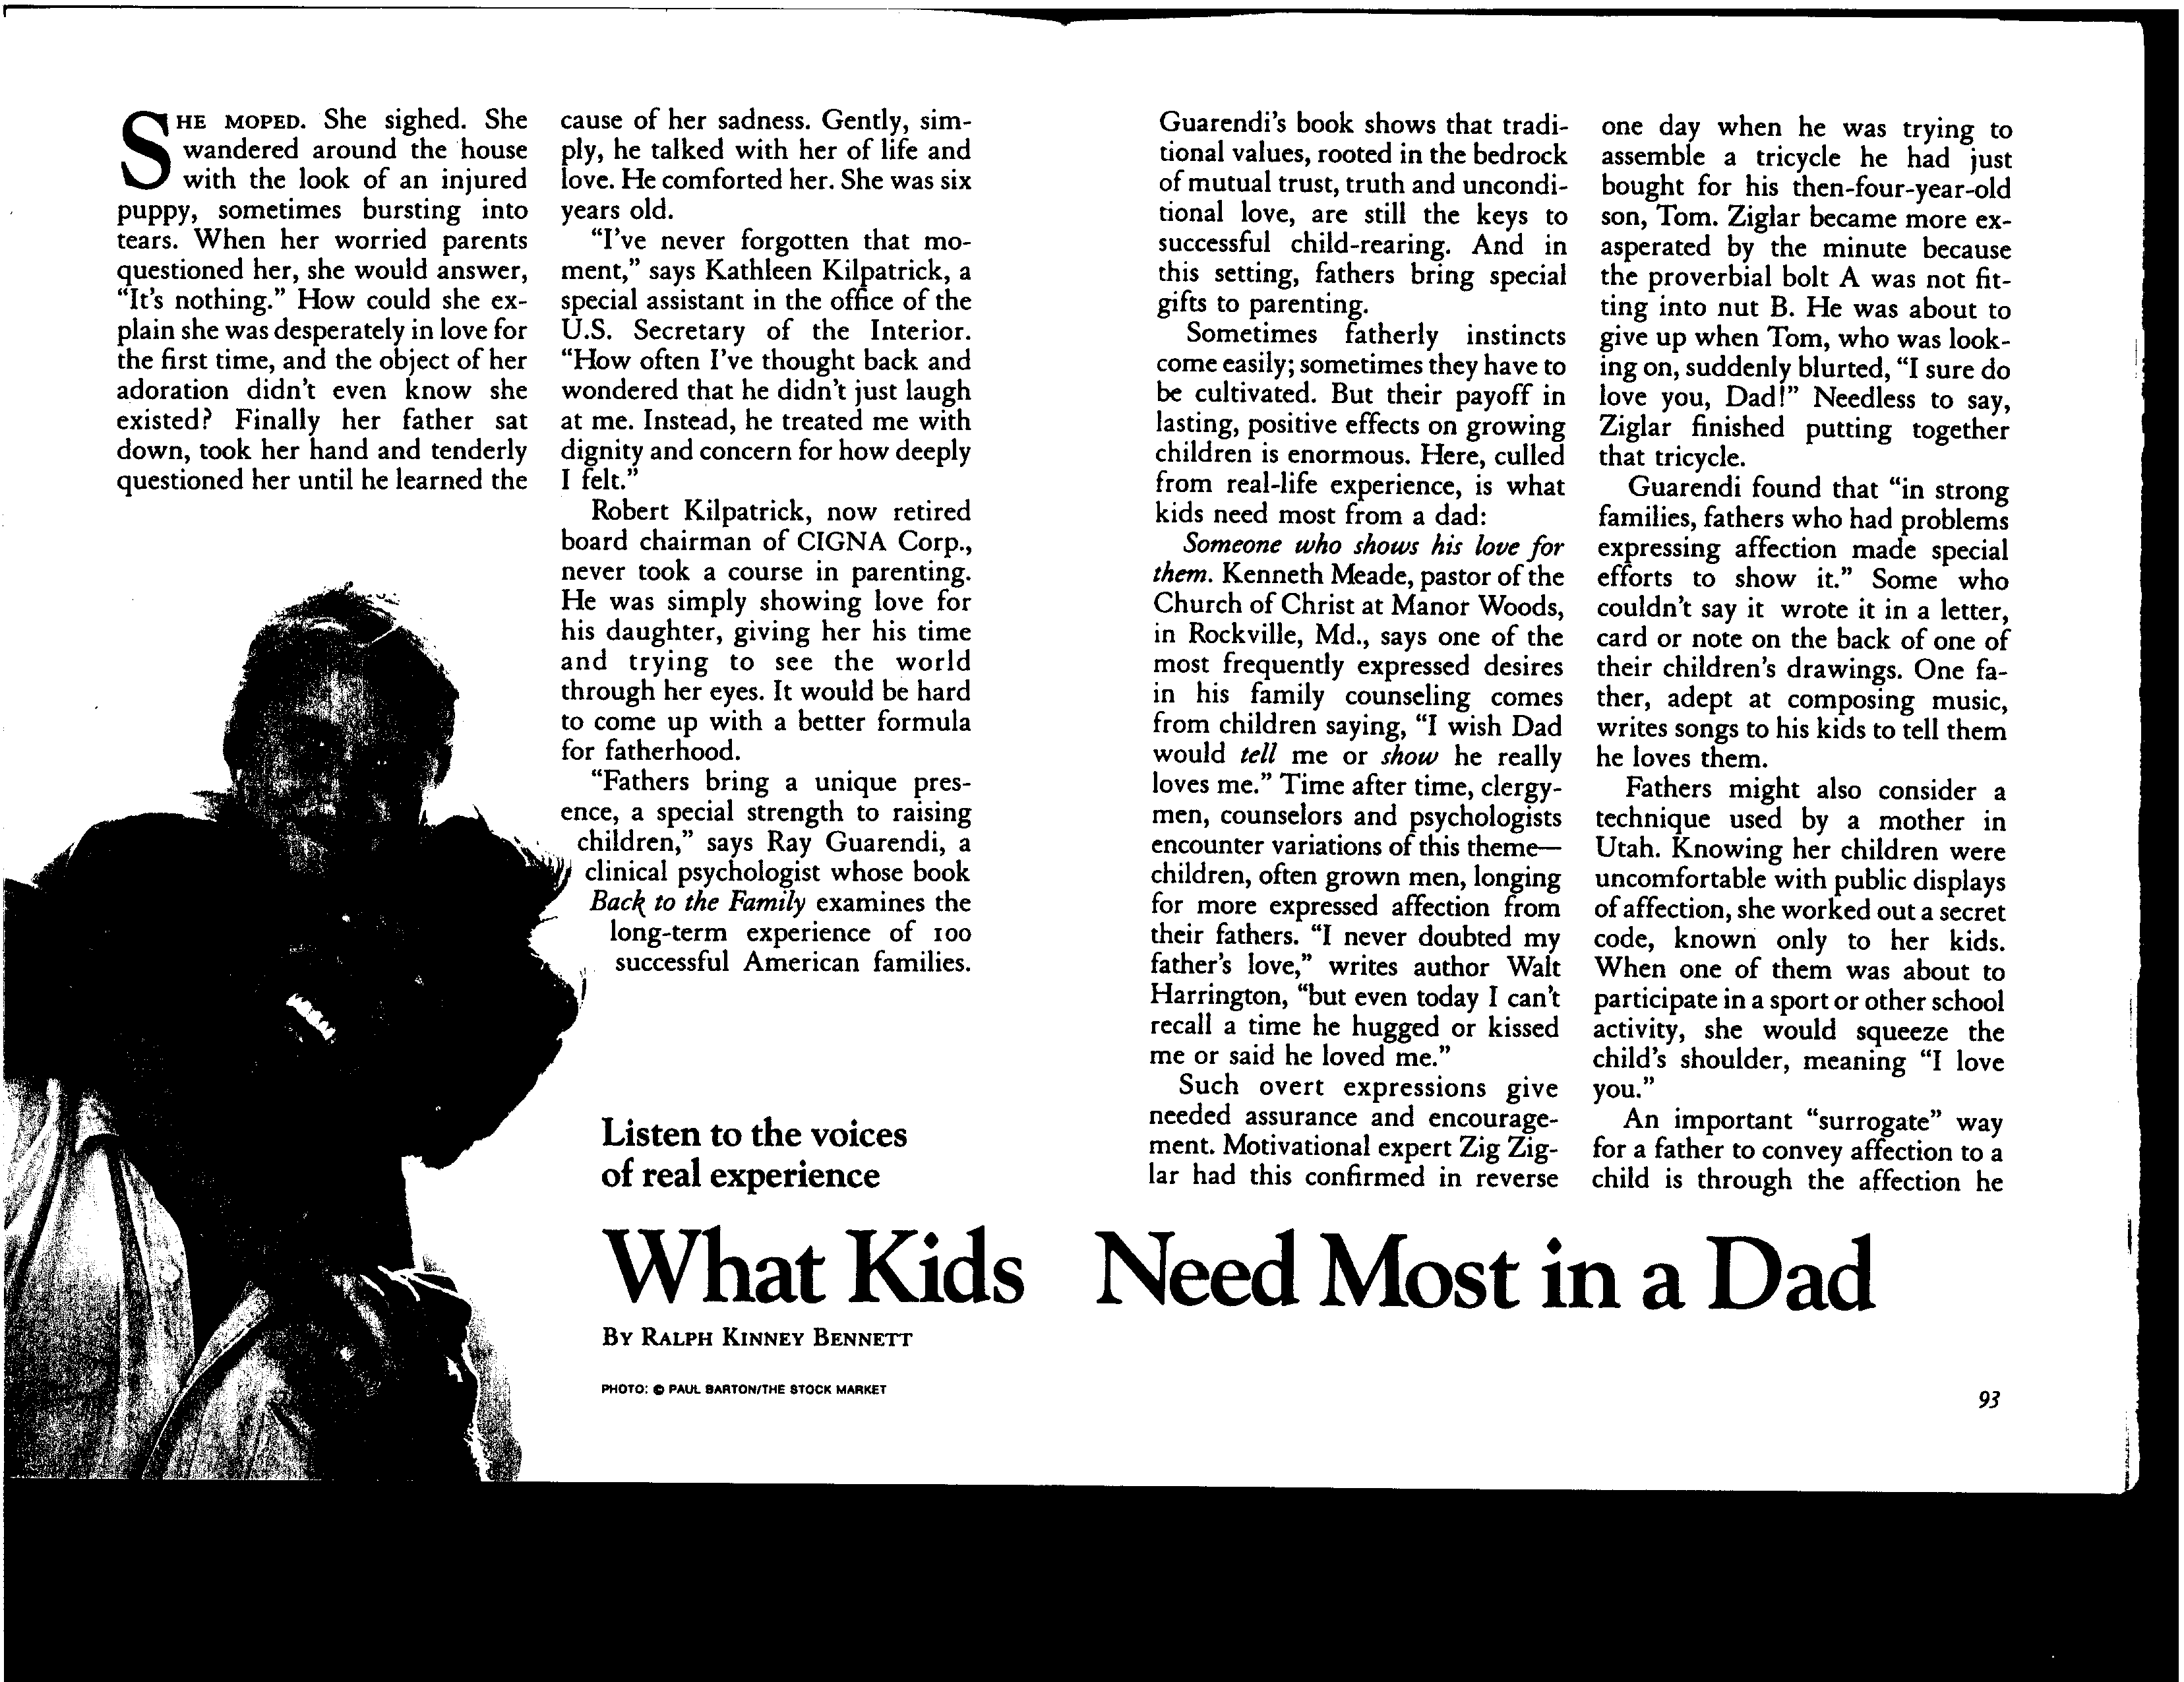 SHE MOPED. She sighed. She
wandered around the house
with the look of an injured
puppy, sometimes bursting into
tears. When her worried parents
questioned her, she would answer,
“It's nothing.” How could she ex-
plain she was desperately in love for
the first time, and the object of her
adoration didn't even know she
existed? Finally her father sat
down, took her hand and tenderly
questioned her until he learned the
cause of her sadness. Gently, sim-
ply, he talked with her of life and
love. He comforted her. She was six
years old.
“I've never forgotten that mo-
ment,” says Kathleen Kilpatrick, a
special assistant in the office of the
U.S. Secretary of the Interior.
“How often I've thought back and
wondered that he didn't just laugh
at me. Instead, he treated me with
dignity and concern for how deeply
I felt.”
Robert Kilpatrick, now retired
board chairman of CIGNA Corp.,
never took a course in parenting.
He was simply showing love for
his daughter, giving her his time
and trying to see the world
through her eyes. It would be hard
to come up with a better formula
for fatherhood.
“Fathers bring a unique pres-
ence, a special strength to raising
children,” says Ray Guarendi, a
clinical psychologist whose book
Back to the Family examines the
long-term experience of 100
successful American families.
Guarendi's book shows that tradi-
tional values, rooted in the bedrock
of mutual trust, truth and uncondi-
tional love, are still the keys to
successful child-rearing. And in
this setting, fathers bring special
gifts to parenting.
Sometimes fatherly instincts
come easily; sometimes they have to
be cultivated. But their payoff in
lasting, positive effects on growing
children is enormous. Here, culled
from real-life experience, is what
kids need most from a dad:
Someone who shows his love for
them. Kenneth Meade, pastor of the
Church of Christ at Manor Woods,
in Rockville, Md., says one of the
most frequently expressed desires
in his family counseling comes
from children saying, “I wish Dad
would tell me or show he really
loves me.” Time after time, clergy-
men, counselors and psychologists
encounter variations of this theme—
children, often grown men, longing
for more expressed affection from
their fathers. “I never doubted my
father's love,” writes author Walt
Harrington, “but even today I can't
recall a time he hugged or kissed
me or said he loved me.”
Such overt expressions give
needed assurance and encourage-
ment. Motivational expert Zig Zig-
lar had this confirmed in reverse
one day when he was trying to
assemble a tricycle he had just
bought for his then-four-year-old
son, Tom. Ziglar became more ex-
asperated by the minute because
the proverbial bolt A was not fit-
ting into nut B. He was about to
give up when Tom, who was look-
ing on, suddenly blurted, “I sure do
love you, Dad!” Needless to say,
Ziglar finished putting together
that tricycle.
Guarendi found that “in strong
families, fathers who had problems
expressing affection made special
efforts to show it.” Some who
couldn't say it wrote it in a letter,
card or note on the back of one of
their children's drawings. One fa-
ther, adept at composing music,
writes songs to his kids to tell them
he loves them.
Fathers might also consider a
technique used by a mother in
Utah. Knowing her children were
uncomfortable with public displays
of affection, she worked out a secret
code, known only to her kids.
When one of them was about to
participate in a sport or other school
activity, she would squeeze the
child's shoulder, meaning “I love
you.”
An important “surrogate” way
for a father to convey affection to a
child is through the affection he
Listen to the voices
of real experience
What Kids Need Most in a Dad
BY RALPH KINNEY BENNETT
PHOTO: © PAUL BARTON/THE STOCK MARKET
93